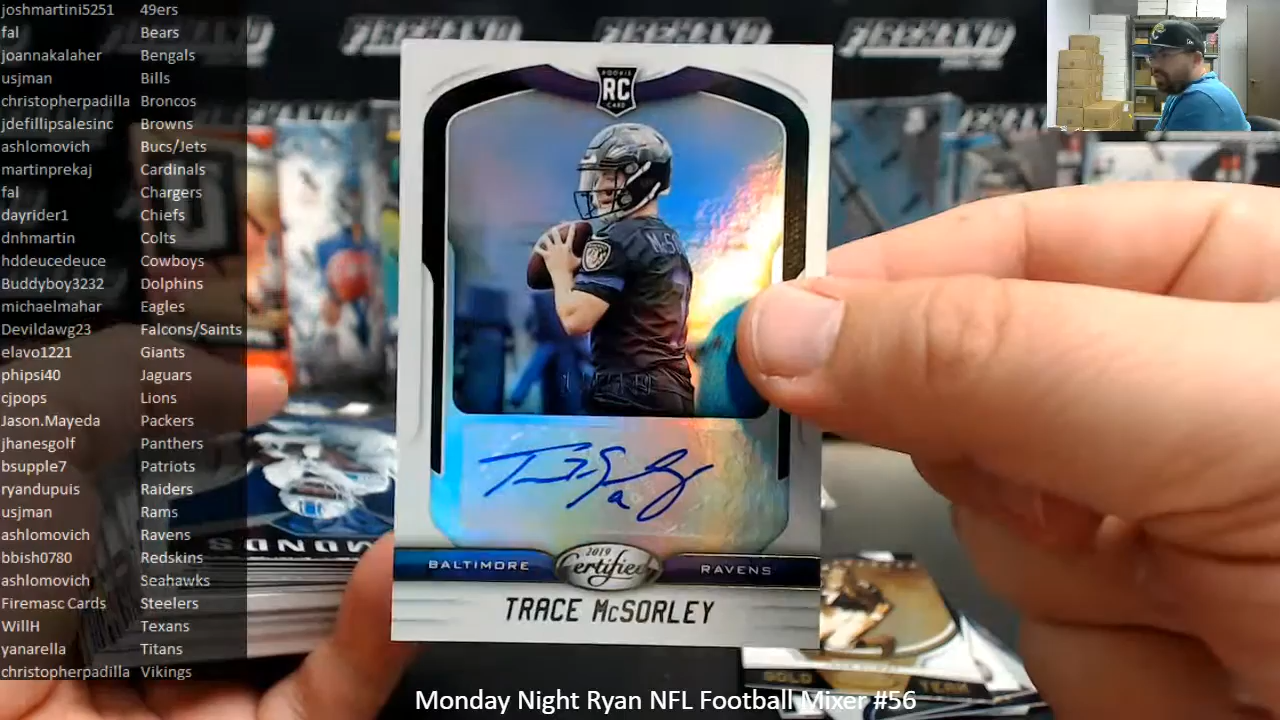 joshmartini5251 49ers
fal Bears
joannakalaher Bengals
usjman Bills
christopherpadilla Broncos
jdefillipsalesinc Browns
ashlomovich Bucs/Jets
martinprekaj Cardinals
fal Chargers
dayrider1 Chiefs
dnhmartin Colts
hddeucedeuce Cowboys
Buddyboy3232 Dolphins
michaelmahar Eagles
Devildawg23 Falcons/Saints
elavo1221 Giants
phipsi40 Jaguars
cjpops Lions
Jason.Mayeda Packers
jhanesgolf Panthers
bsupple7 Patriots
ryandupuis Raiders
usjman Rams
ashlomovich Ravens
bbish0780 Redskins
ashlomovich Seahawks
Firemasc Cards Steelers
WillH Texans
yanarella Titans
christopherpadilla Vikings
ROOKIE
RC
CARD
2019
BALTIMORE Certified RAVENS
TRACE McSORLEY
GOLD TEAM
Monday Night Ryan NFL Football Mixer #56